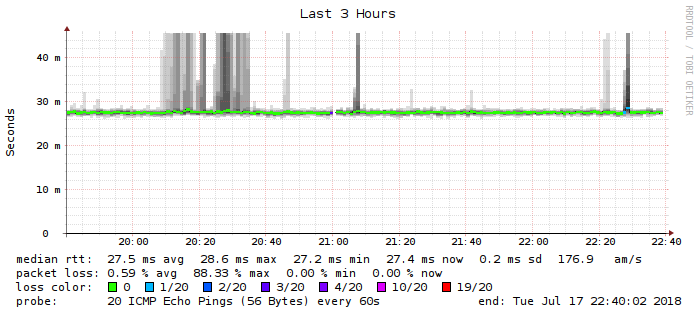 Last 3 Hours
RRDTOOL / TOBI OETIKER
Seconds
40 m
30 m
20 m
10 m
0
20:00 20:20 20:40 21:00 21:20 21:40 22:00 22:20 22:40
median rtt: 27.5 ms avg 28.6 ms max 27.2 ms min 27.4 ms now 0.2 ms sd 176.9 am/s
packet loss: 0.59 % avg 88.33 % max 0.00 % min 0.00 % now
loss color: 0 1/20 2/20 3/20 4/20 10/20 19/20
probe: 20 ICMP Echo Pings (56 Bytes) every 60s end: Tue Jul 17 22:40:02 2018